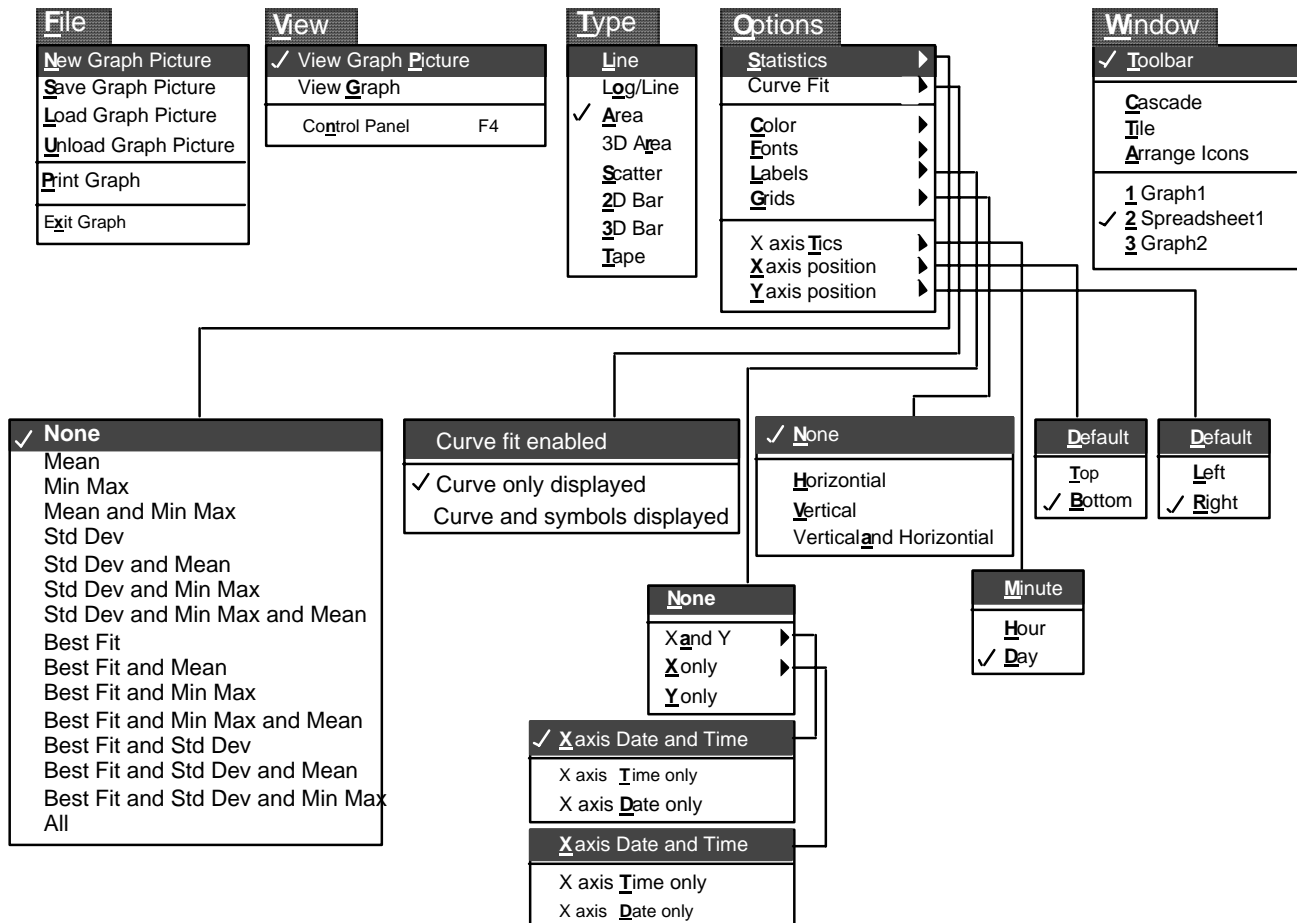 File
New Graph Picture
Save Graph Picture
Load Graph Picture
Unload Graph Picture
Print Graph
Exit Graph
View
View Graph Picture
View Graph
Control Panel F4
Type
Line
Log/Line
Area
3D Area
Scatter
2D Bar
3D Bar
Tape
Options
Statistics
Curve Fit
Color
Fonts
Labels
Grids
X axis Tics
X axis position
Y axis position
Window
Toolbar
Cascade
Tile
Arrange Icons
1 Graph1
2 Spreadsheet1
3 Graph2
None
Mean
Min Max
Mean and Min Max
Std Dev
Std Dev and Mean
Std Dev and Min Max
Std Dev and Min Max and Mean
Best Fit
Best Fit and Mean
Best Fit and Min Max
Best Fit and Min Max and Mean
Best Fit and Std Dev
Best Fit and Std Dev and Mean
Best Fit and Std Dev and Min Max
All
Curve fit enabled
Curve only displayed
Curve and symbols displayed
None
Horizontial
Vertical
Vertical and Horizontial
Default
Top
Bottom
Default
Left
Right
None
X and Y
X only
Y only
Minute
Hour
Day
X axis Date and Time
X axis Time only
X axis Date only
X axis Date and Time
X axis Time only
X axis Date only